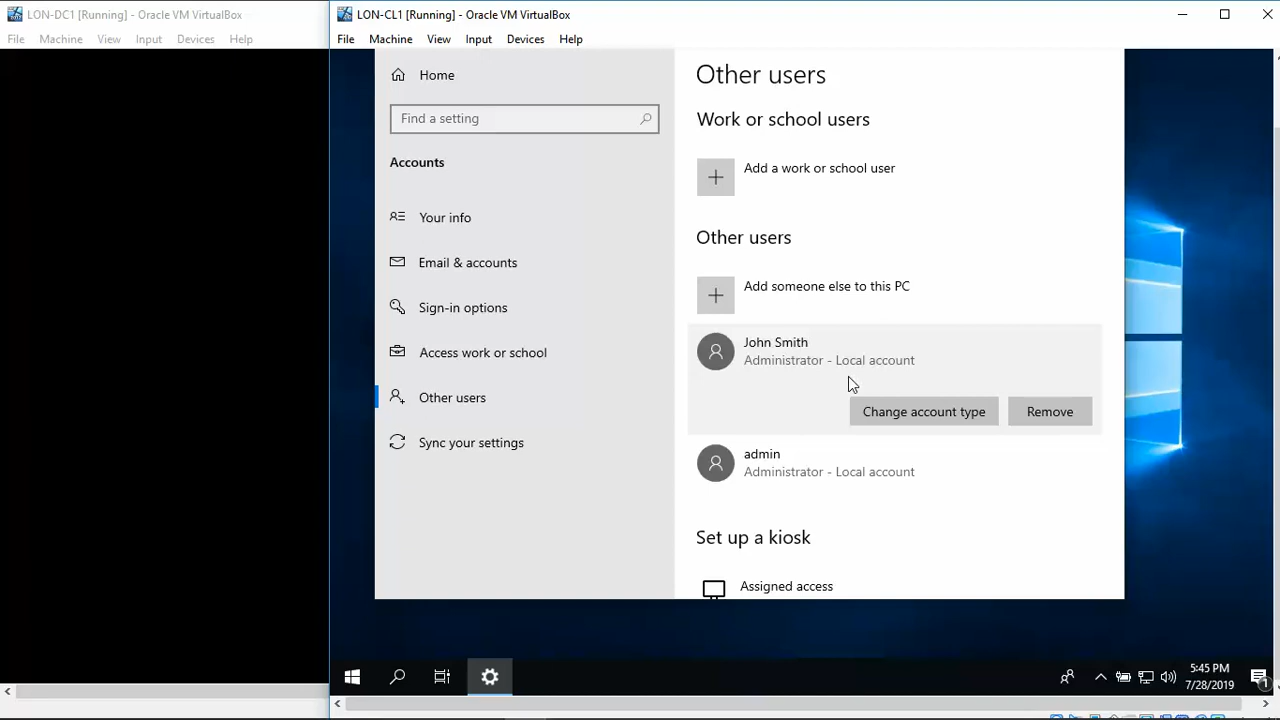 LON-DC1 [Running] - Oracle VM VirtualBox
File Machine View Input Devices Help
LON-CL1 [Running] - Oracle VM VirtualBox
File Machine View Input Devices Help
Home
Find a setting
Accounts
Your info
Email & accounts
Sign-in options
Access work or school
Other users
Sync your settings
Other users
Work or school users
Add a work or school user
Other users
Add someone else to this PC
John Smith
Administrator - Local account
Change account type Remove
admin
Administrator - Local account
Set up a kiosk
Assigned access
5:45 PM
7/28/2019
1